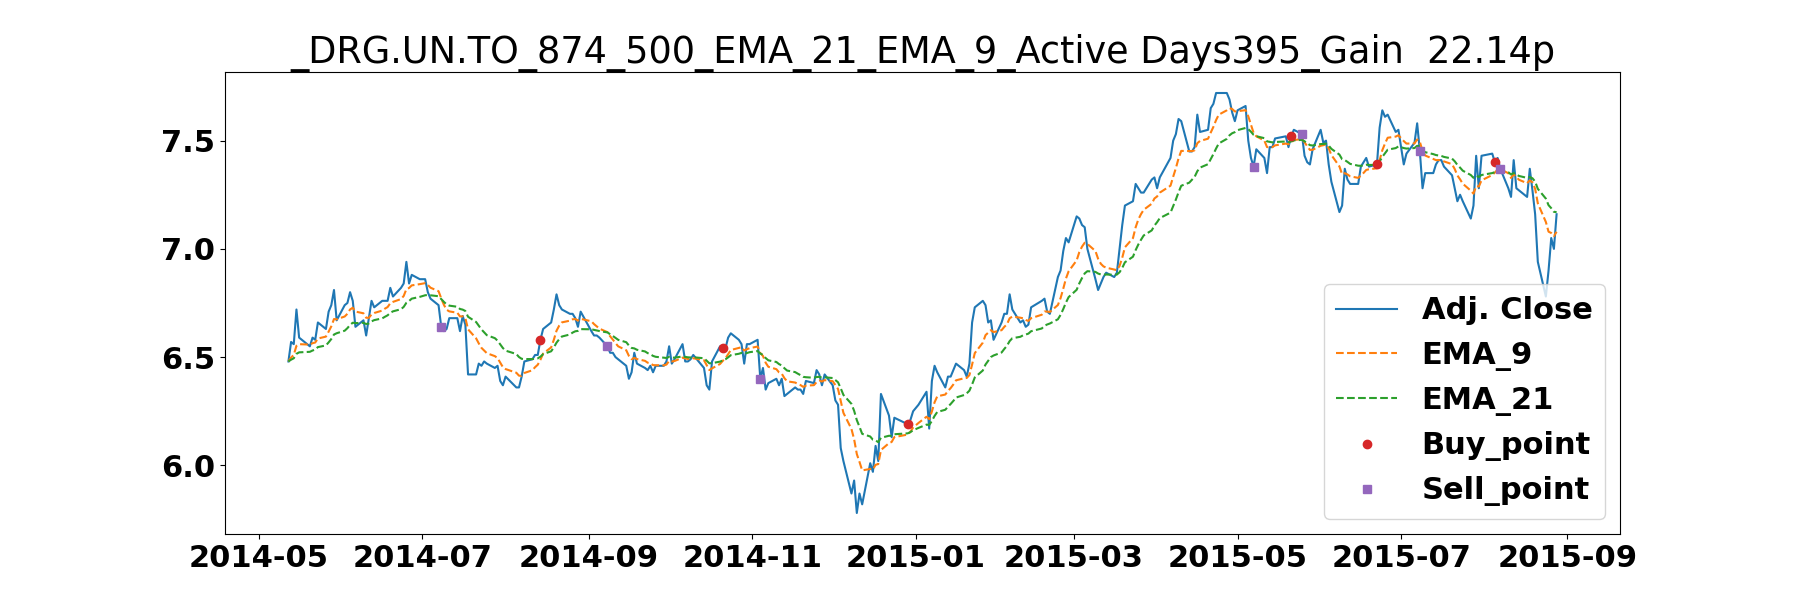 _DRG.UN.TO_874_500_EMA_21_EMA_9_Active Days395_Gain  22.14p
7.5
7.0
6.5
6.0
2014-05 2014-07 2014-09 2014-11 2015-01 2015-03 2015-05 2015-07 2015-09
Adj. Close
EMA_9
EMA_21
Buy_point
Sell_point